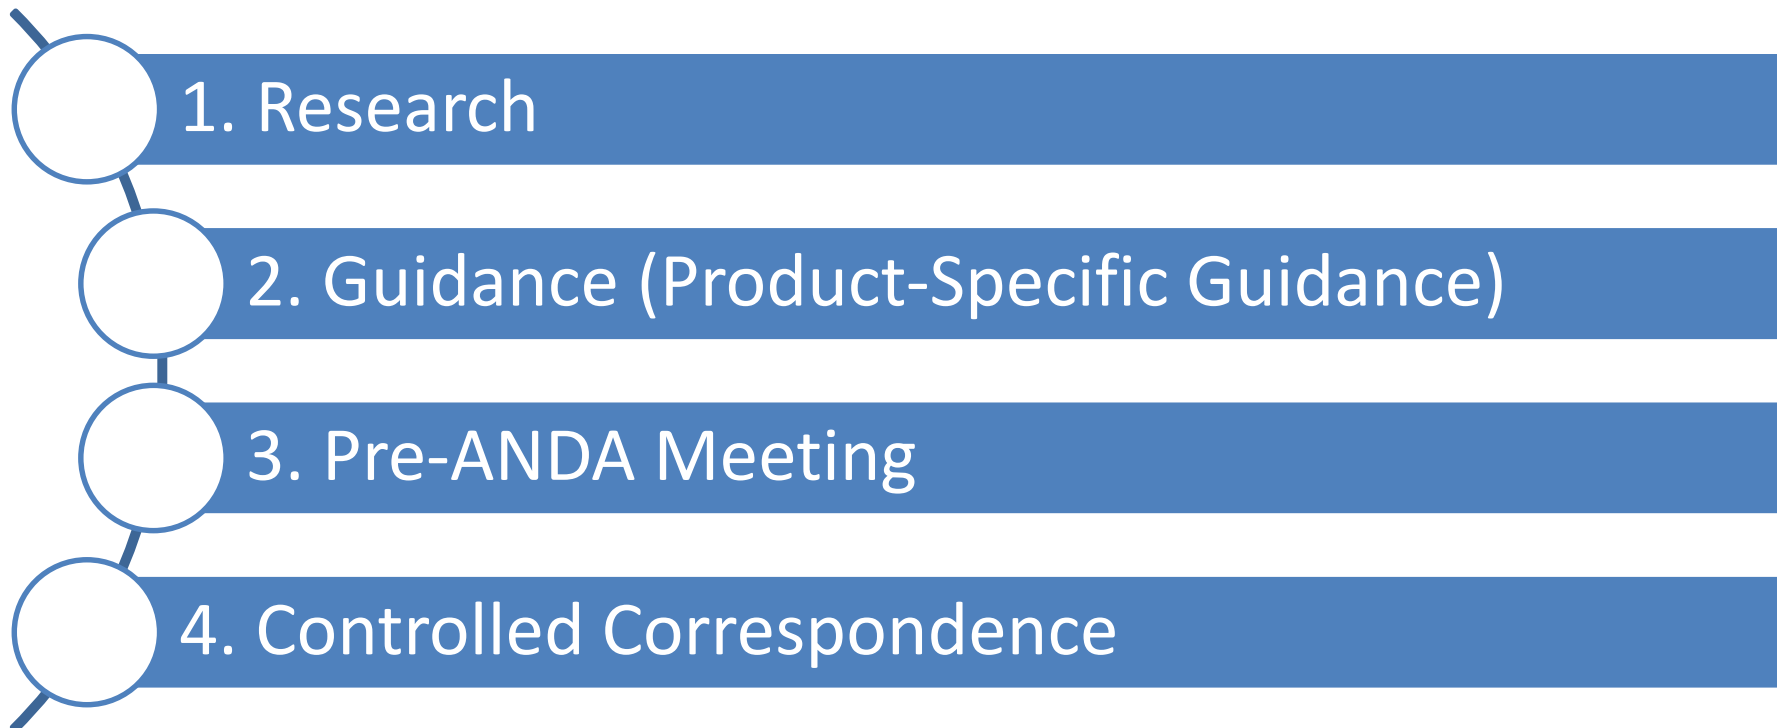 1. Research
2. Guidance (Product-Specific Guidance)
3. Pre-ANDA Meeting
4. Controlled Correspondence